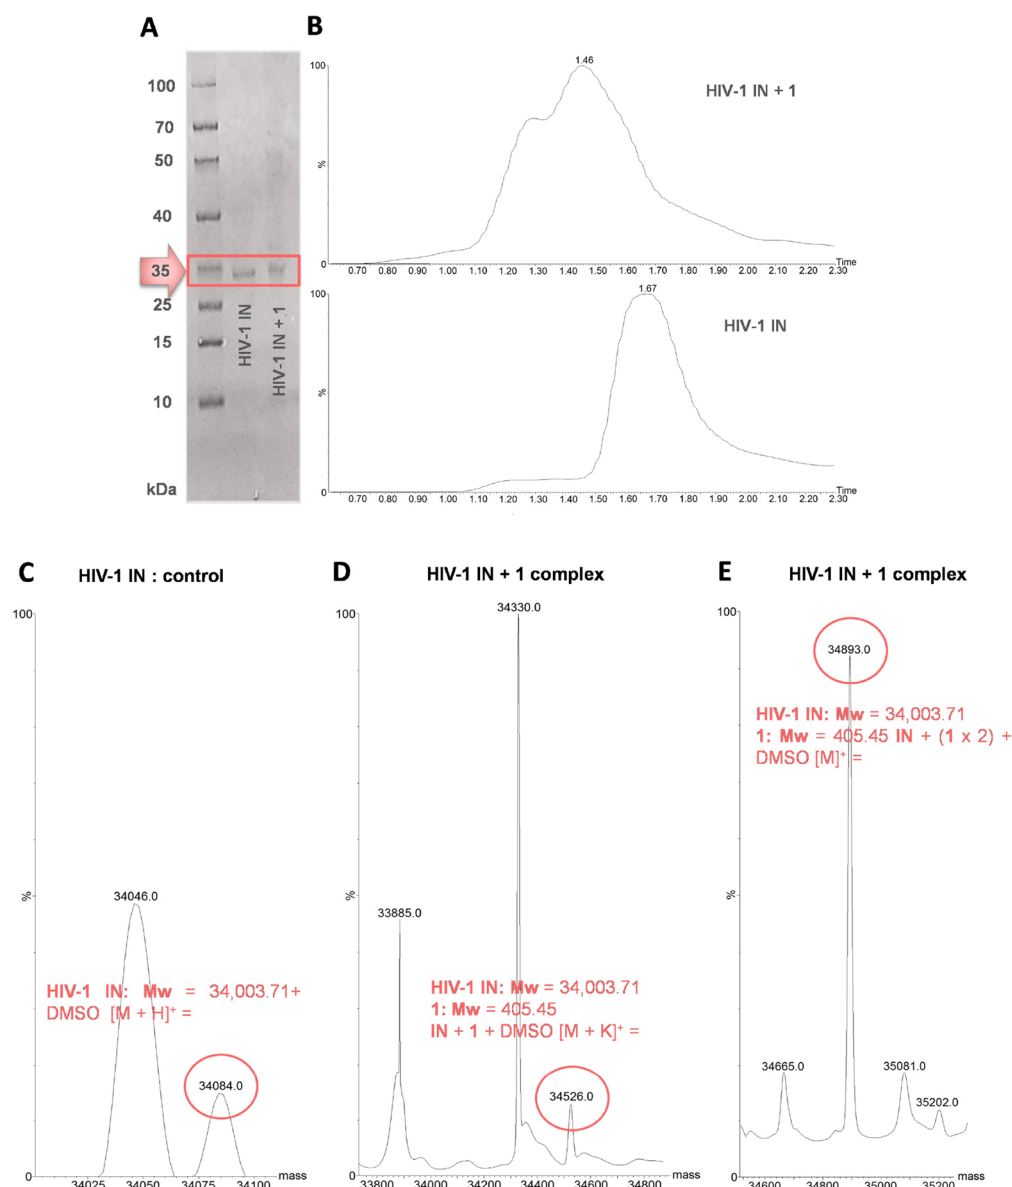 A
B
100
70
50
40
35
25
15
10
kDa
HIV-1 IN
HIV-1 IN + 1
100
%
0
1.46
HIV-1 IN + 1
0.70 0.80 0.90 1.00 1.10 1.20 1.30 1.40 1.50 1.60 1.70 1.80 1.90 2.00 2.10 2.20 2.30
Time
100
%
0
1.67
HIV-1 IN
0.70 0.80 0.90 1.00 1.10 1.20 1.30 1.40 1.50 1.60 1.70 1.80 1.90 2.00 2.10 2.20 2.30
Time
C
HIV-1 IN : control
100
%
0
34046.0
HIV-1 IN: Mw = 34,003.71+
DMSO [M + H]⁺ =
34084.0
34025 34050 34075 34100
mass
D
HIV-1 IN + 1 complex
100
%
0
34330.0
33885.0
HIV-1 IN: Mw = 34,003.71
1: Mw = 405.45
IN + 1 + DMSO [M + K]⁺ =
34526.0
33800 34000 34200 34400 34600 34800
mass
E
HIV-1 IN + 1 complex
100
%
0
34893.0
HIV-1 IN: Mw = 34,003.71
1: Mw = 405.45 IN + (1 x 2) +
DMSO [M]⁺ =
34665.0
35081.0
35202.0
34600 34800 35000 35200
mass